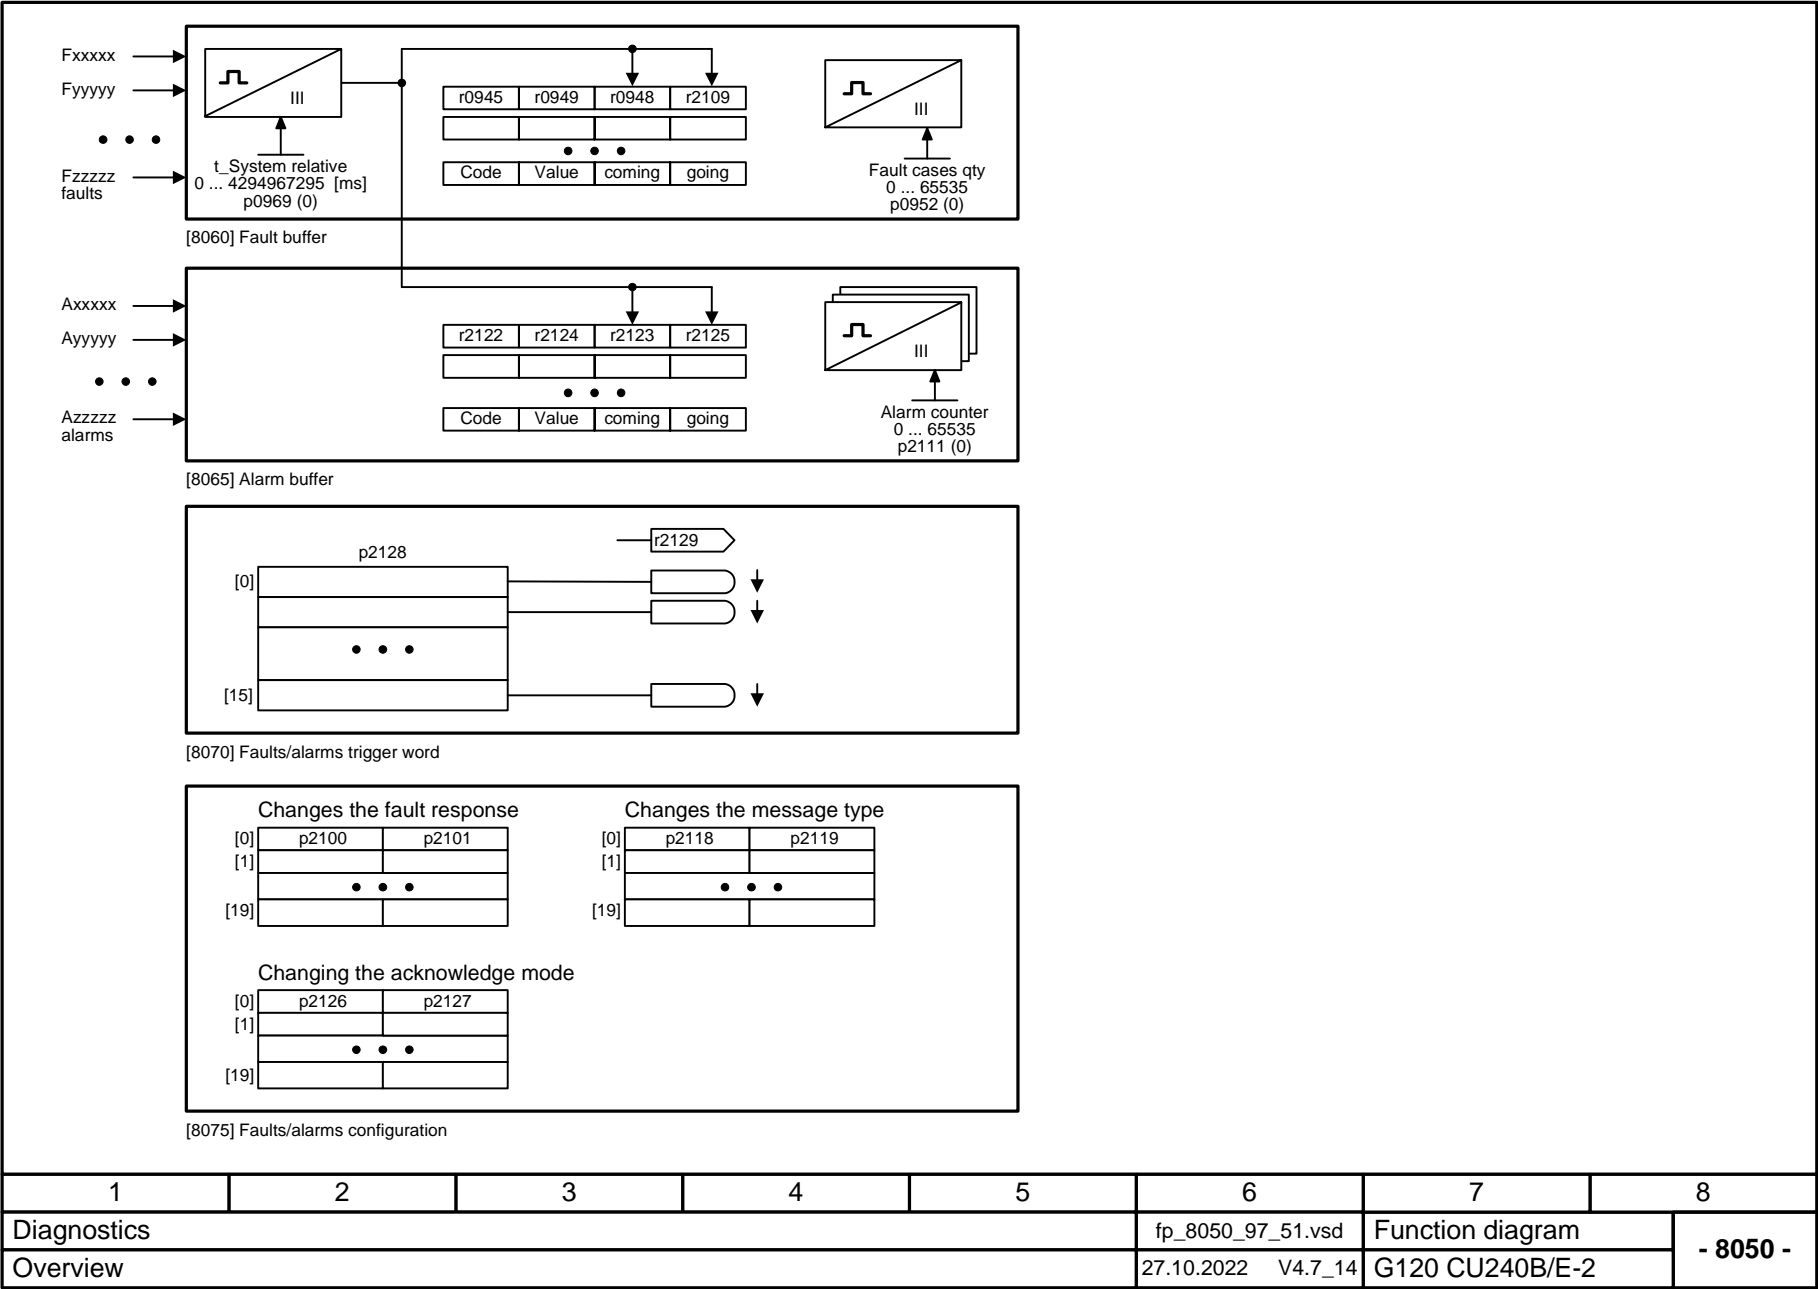 Fxxxxx
Fyyyyy
Fzzzzz
faults
III
t_System relative
0 ... 4294967295 [ms]
p0969 (0)
r0945 r0949 r0948 r2109
Code Value coming going
III
Fault cases qty
0 ... 65535
p0952 (0)
[8060] Fault buffer
Axxxxx
Ayyyyy
Azzzzz
alarms
r2122 r2124 r2123 r2125
Code Value coming going
III
Alarm counter
0 ... 65535
p2111 (0)
[8065] Alarm buffer
p2128
r2129
[0]
[15]
[8070] Faults/alarms trigger word
Changes the fault response
[0] p2100 p2101
[1]
[19]
Changes the message type
[0] p2118 p2119
[1]
[19]
Changing the acknowledge mode
[0] p2126 p2127
[1]
[19]
[8075] Faults/alarms configuration
1 2 3 4 5 6 7 8
Diagnostics fp_8050_97_51.vsd Function diagram
- 8050 -
Overview 27.10.2022 V4.7_14 G120 CU240B/E-2